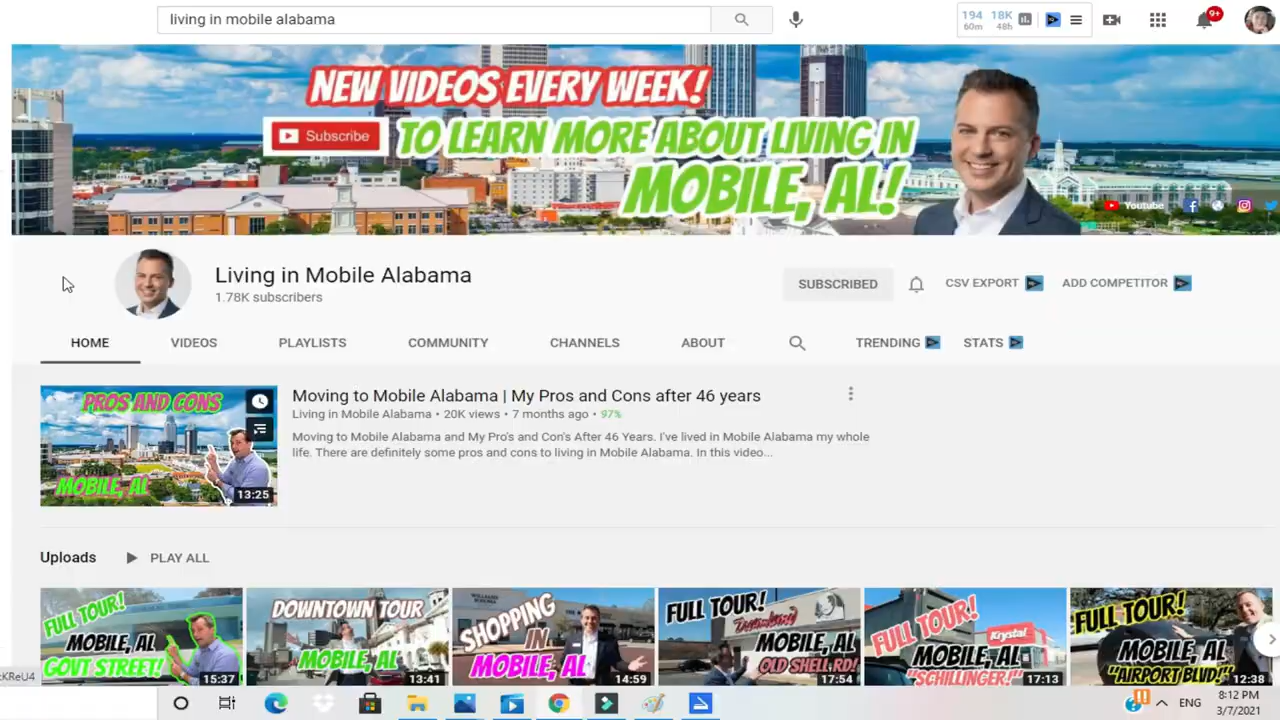 living in mobile alabama
194 18K
60m 48h
9+
NEW VIDEOS EVERY WEEK!
Subscribe TO LEARN MORE ABOUT LIVING IN
MOBILE, AL!
Youtube
Living in Mobile Alabama
1.78K subscribers
SUBSCRIBED
CSV EXPORT
ADD COMPETITOR
HOME VIDEOS PLAYLISTS COMMUNITY CHANNELS ABOUT TRENDING STATS
PROS AND CONS
MOBILE, AL
13:25
Moving to Mobile Alabama | My Pros and Cons after 46 years
Living in Mobile Alabama • 20K views • 7 months ago • 97%
Moving to Mobile Alabama and My Pro's and Con's After 46 Years. I've lived in Mobile Alabama my whole
life. There are definitely some pros and cons to living in Mobile Alabama. In this video...
Uploads PLAY ALL
FULL TOUR!
MOBILE, AL
GOVT STREET!
15:37
DOWNTOWN TOUR
MOBILE, AL
13:41
WILLIAMS
SHOPPING
IN
MOBILE, AL
14:59
FULL TOUR!
Dreamland
MOBILE, AL
OLD SHELL RD!
17:54
FULL TOUR!
Krystal
MOBILE, AL
"SCHILLINGER!"
17:13
FULL TOUR!
MOBILE, AL
"AIRPORT BLVD!"
12:38
KReU4
ENG
8:12 PM
3/7/2021